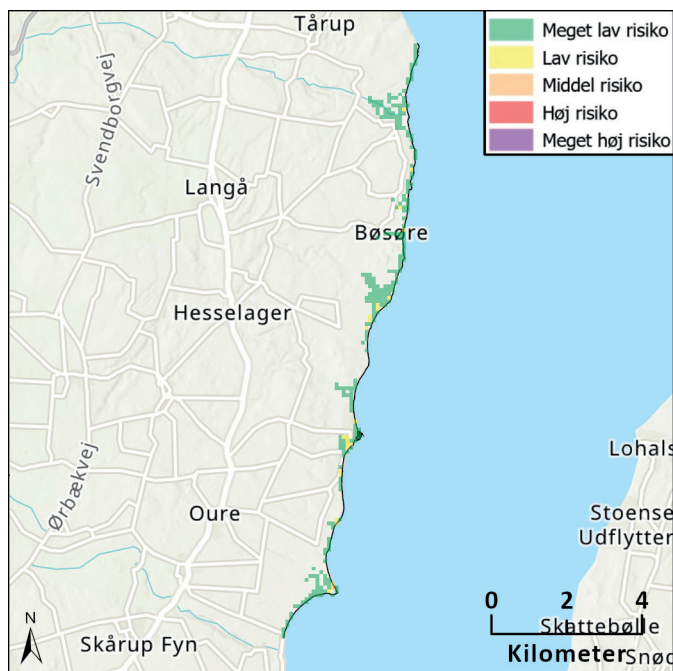 Tårup
Meget lav risiko
Lav risiko
Middel risiko
Høj risiko
Meget høj risiko
Svendborgvej
Langå
Bøsøre
Hesselager
Ørbækvej
Lohals
Oure
Stoense
Udflytter
N
0 2 4
Skattebølle
Skårup Fyn
Kilometer
Snød